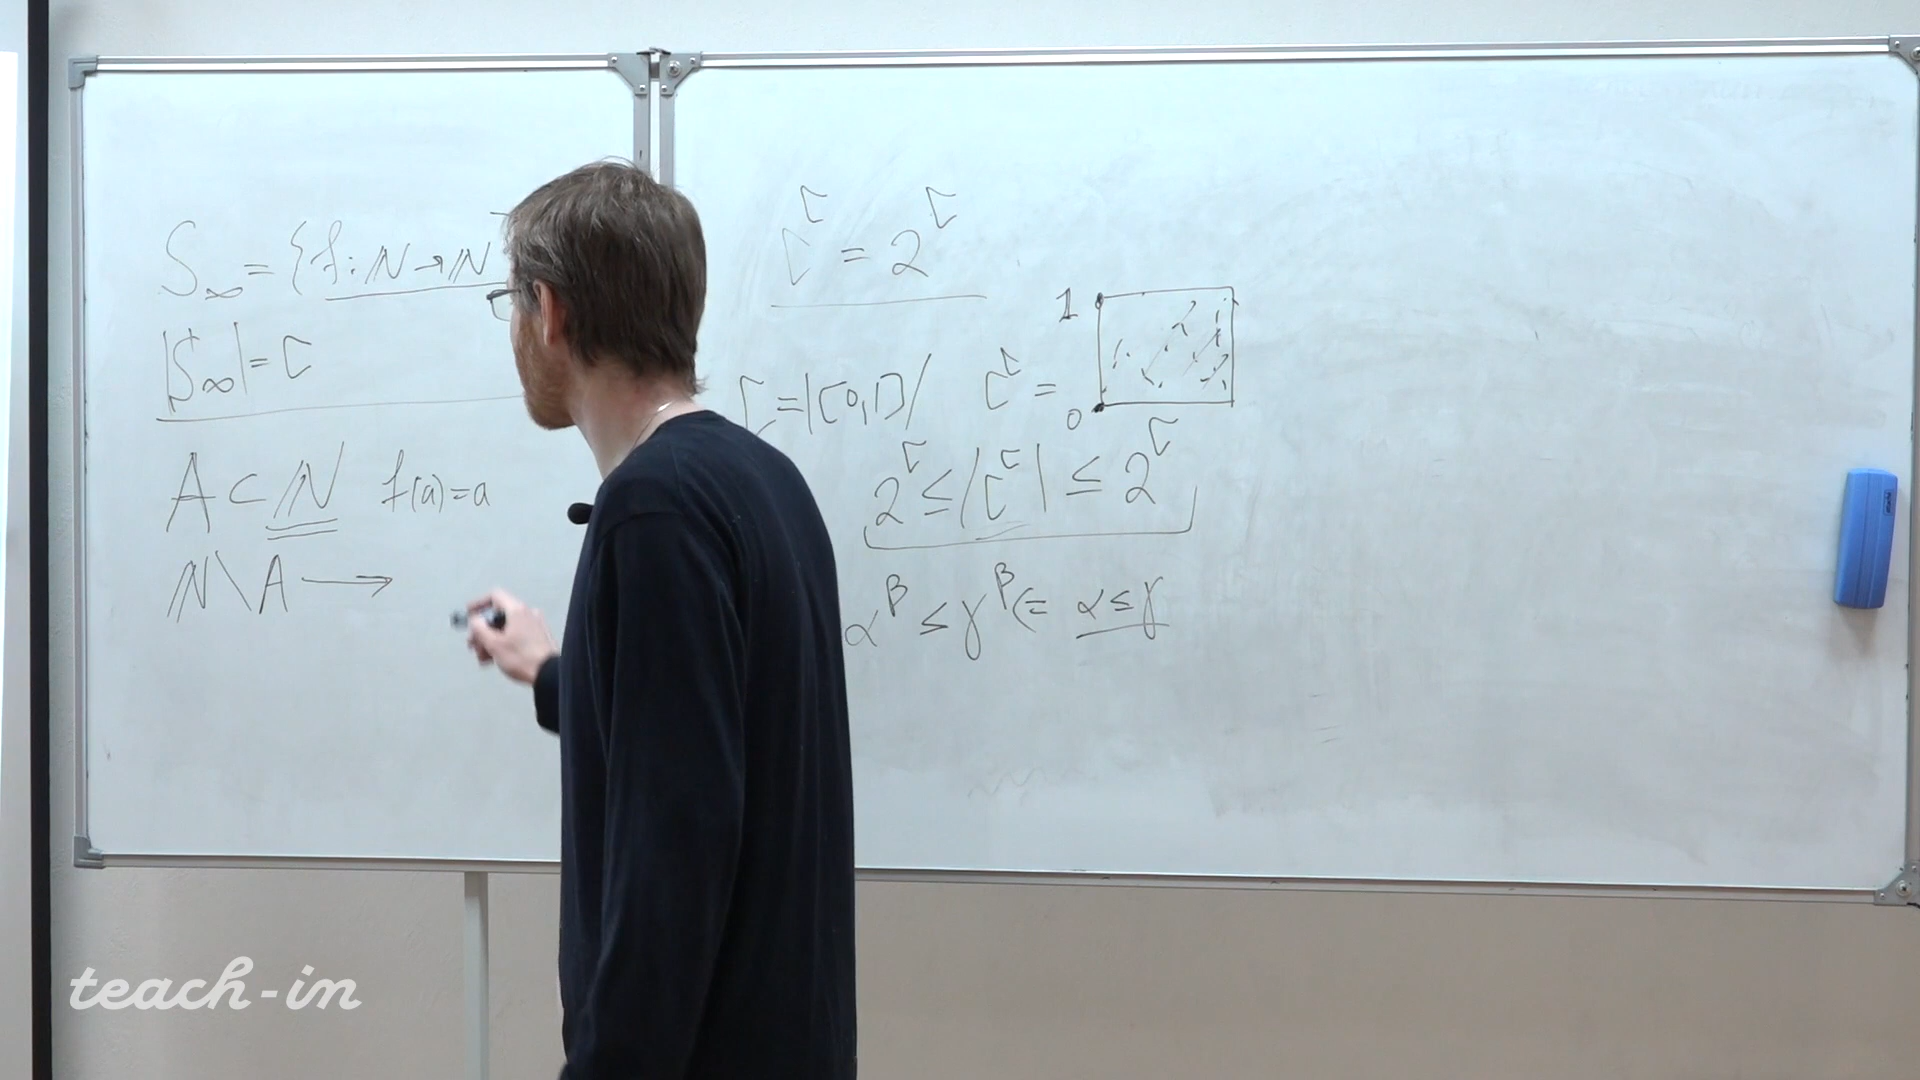 S∞ = {f: ℕ → ℕ
|S∞| = C
A ⊂ ℕ f(a)=a
ℕ \ A →
C^C = 2^C
C = |[0,1]| C^C =
1
0
2^C ≤ |C^C| ≤ 2^C
α^β ≤ γ^β ⇐ α ≤ γ
teach-in